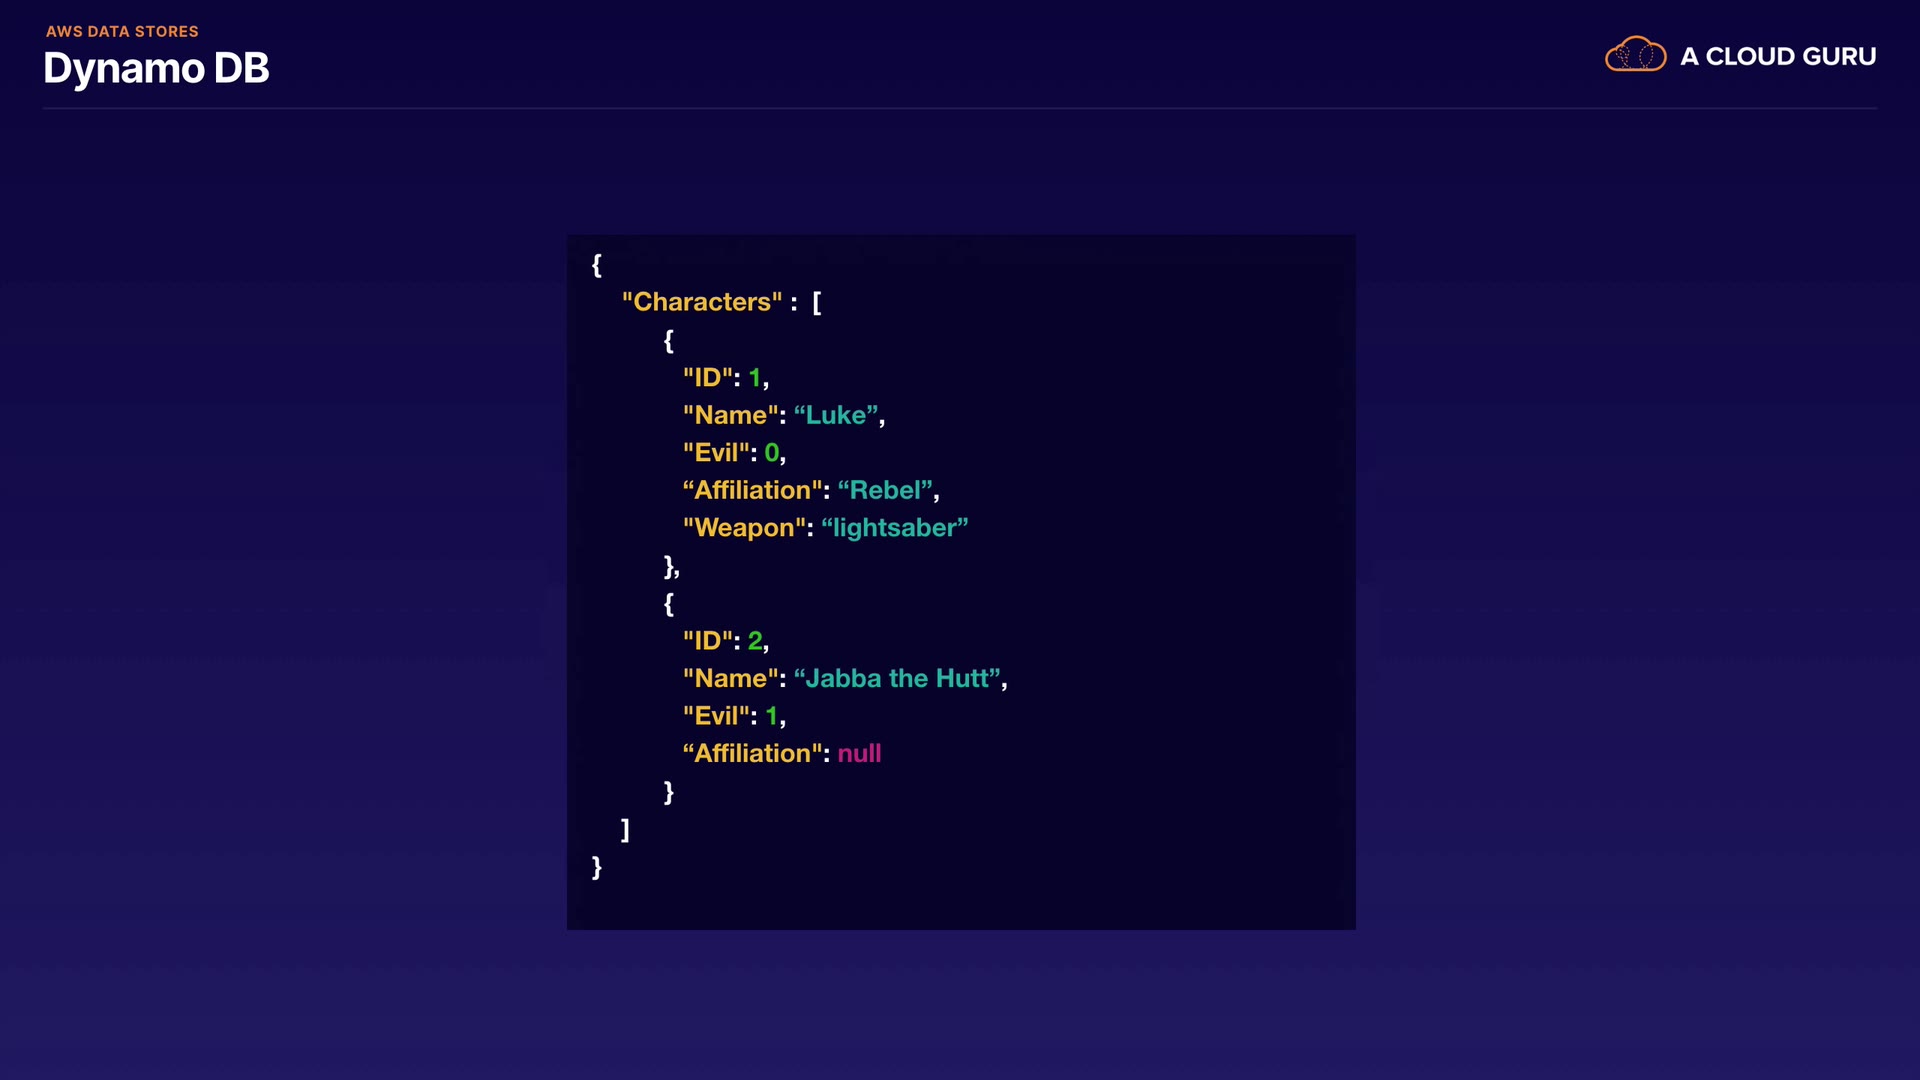 AWS DATA STORES
Dynamo DB
A CLOUD GURU
{
"Characters" : [
{
"ID": 1,
"Name": “Luke”,
"Evil": 0,
“Affiliation": “Rebel”,
"Weapon": “lightsaber”
},
{
"ID": 2,
"Name": “Jabba the Hutt”,
"Evil": 1,
“Affiliation": null
}
]
}